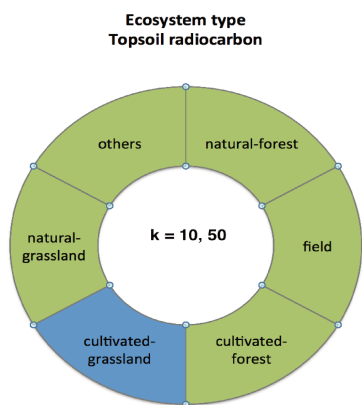 Ecosystem type
Topsoil radiocarbon
others
natural-forest
natural-
grassland
k = 10, 50
field
cultivated-
grassland
cultivated-
forest